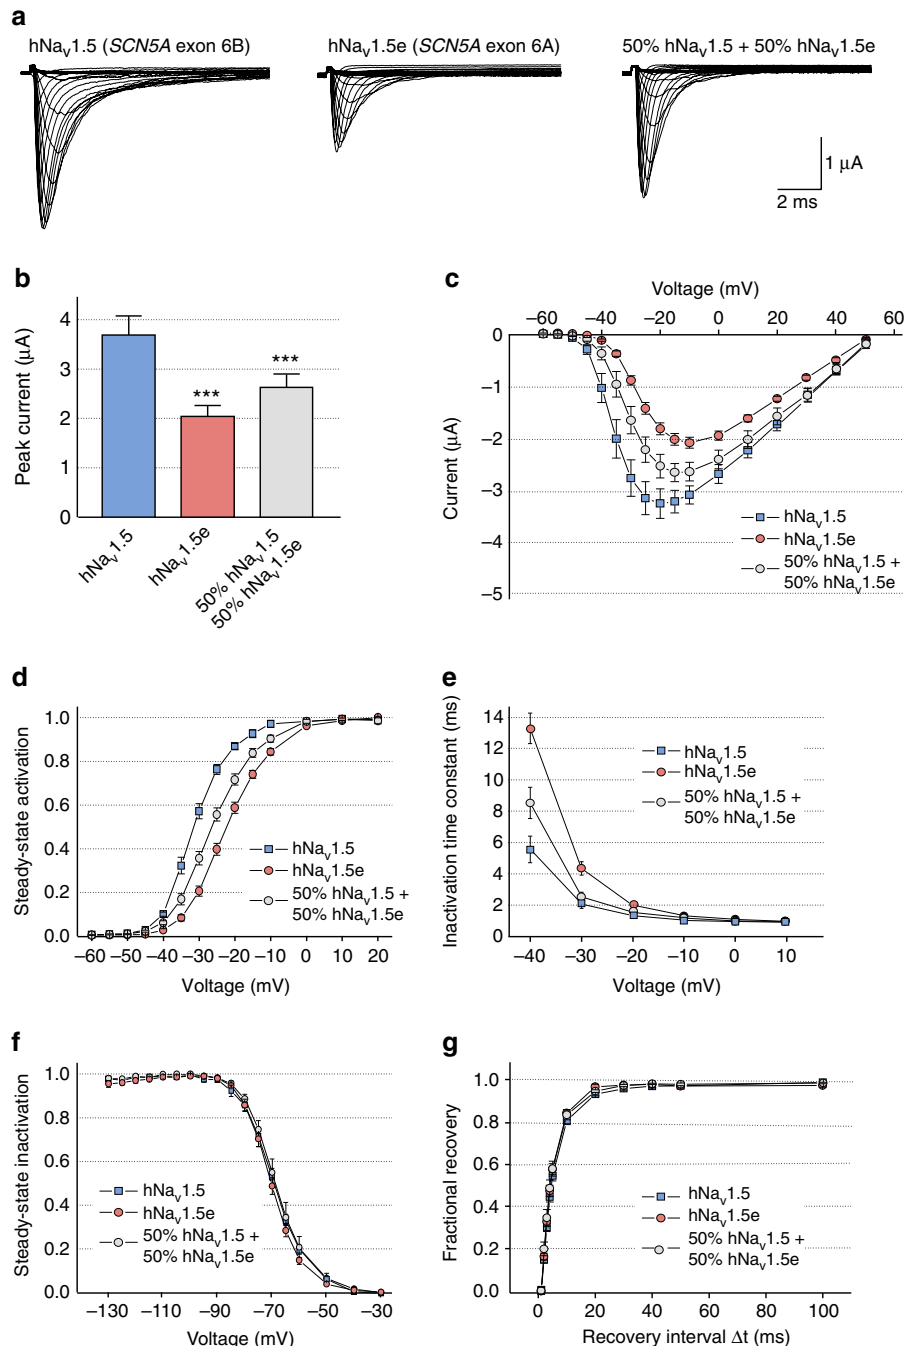 a
hNav1.5 (SCN5A exon 6B)
hNav1.5e (SCN5A exon 6A)
50% hNav1.5 + 50% hNav1.5e
1 μA
2 ms
b
Peak current (μA)
4
3
2
1
0
***
***
hNav1.5
hNav1.5e
50% hNav1.5
50% hNav1.5e
c
Voltage (mV)
–60 –40 –20 0 20 40 60
0
–1
–2
–3
–4
–5
Current (μA)
hNav1.5
hNav1.5e
50% hNav1.5 +
50% hNav1.5e
d
Steady-state activation
1.0
0.8
0.6
0.4
0.2
0.0
hNav1.5
hNav1.5e
50% hNav1.5 +
50% hNav1.5e
–60 –50 –40 –30 –20 –10 0 10 20
Voltage (mV)
e
Inactivation time constant (ms)
14
12
10
8
6
4
2
0
hNav1.5
hNav1.5e
50% hNav1.5 +
50% hNav1.5e
–40 –30 –20 –10 0 10
Voltage (mV)
f
Steady-state inactivation
1.0
0.8
0.6
0.4
0.2
0.0
hNav1.5
hNav1.5e
50% hNav1.5 +
50% hNav1.5e
–130 –110 –90 –70 –50 –30
Voltage (mV)
g
Fractional recovery
1.0
0.8
0.6
0.4
0.2
0.0
hNav1.5
hNav1.5e
50% hNav1.5 +
50% hNav1.5e
0 20 40 60 80 100
Recovery interval Δt (ms)